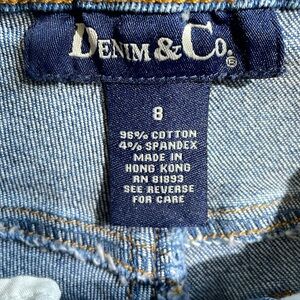 DENIM & CO.®
8
96% COTTON
4% SPANDEX
MADE IN
HONG KONG
RN 81893
SEE REVERSE
FOR CARE